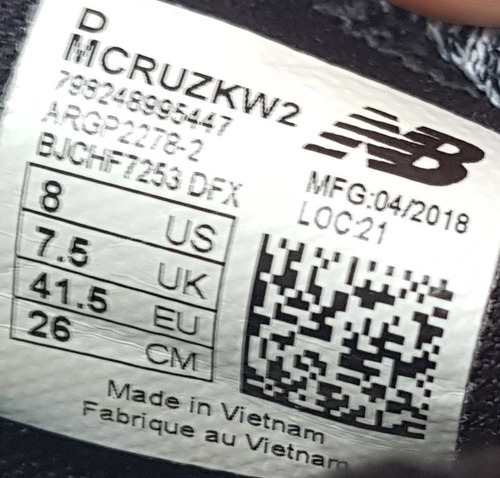 D
MCRUZKW2
798248995447
ARGP2278-2
BJCHF7253 DFX
NB
MFG:04/2018
LOC:21
8 US
7.5 UK
41.5 EU
26 CM
Made in Vietnam
Fabrique au Vietnam